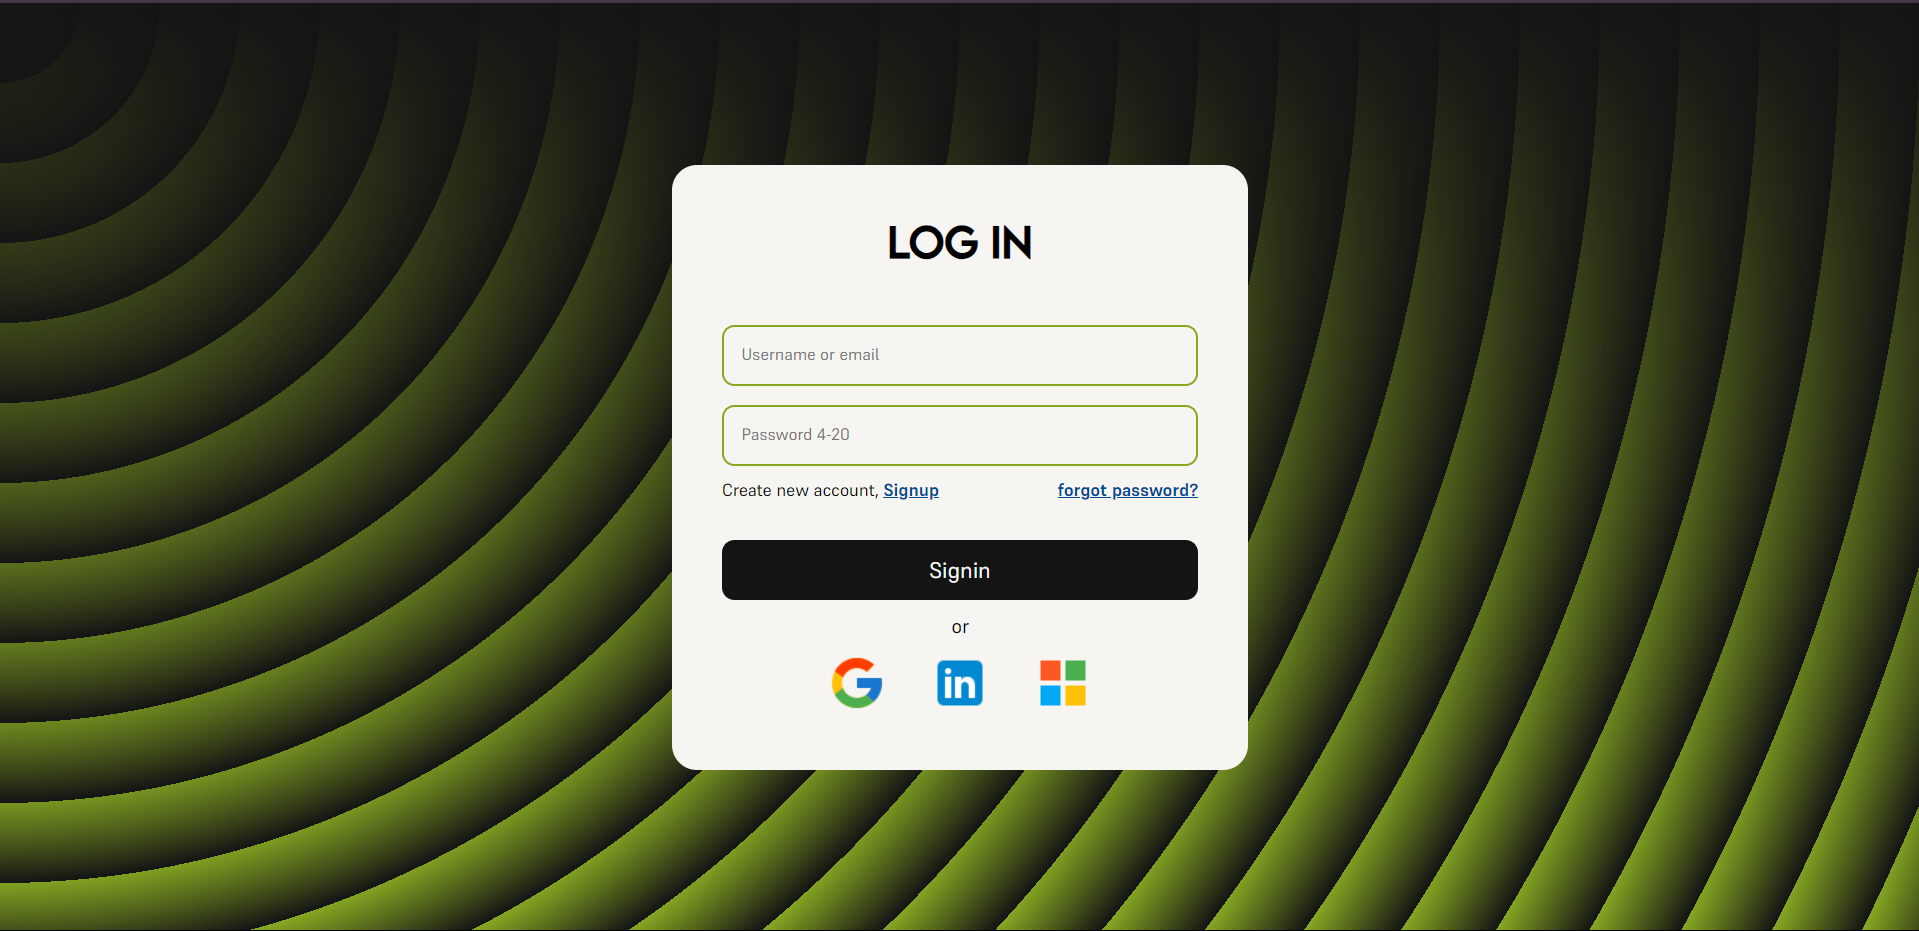 LOG IN
Username or email
Password 4-20
Create new account, Signup
forgot password?
Signin
or
in